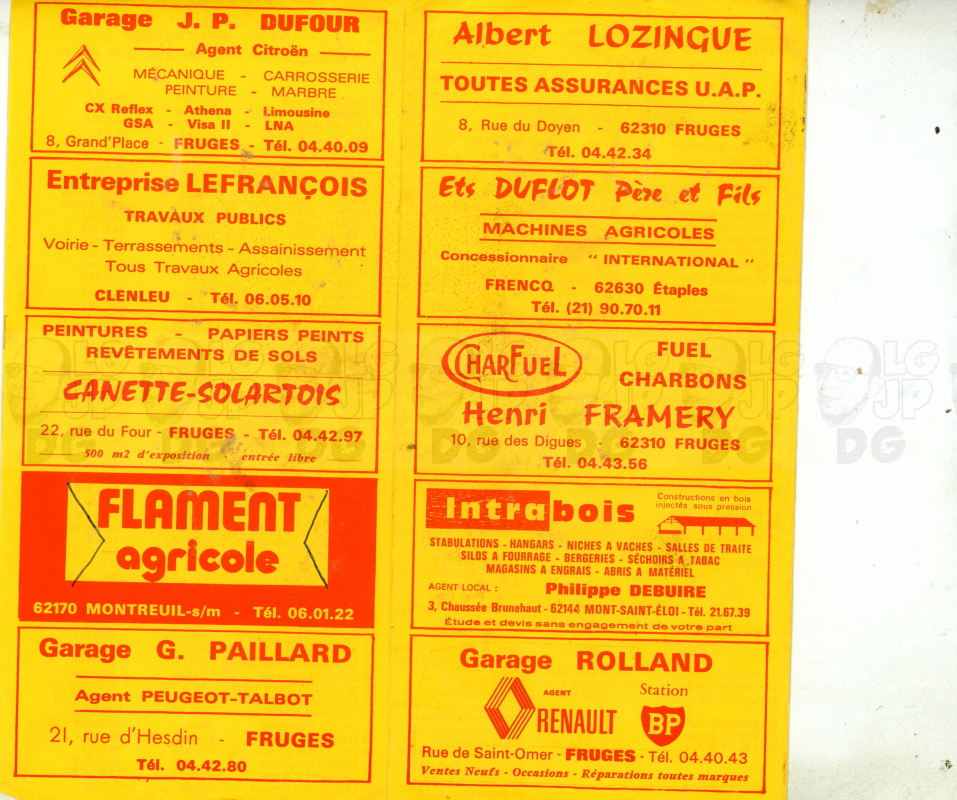 Garage J. P. DUFOUR
Agent Citroën
MÉCANIQUE - CARROSSERIE
PEINTURE - MARBRE
CX Reflex - Athena - Limousine
GSA - Visa II - LNA
8, Grand'Place - FRUGES - Tél. 04.40.09
Entreprise LEFRANÇOIS
TRAVAUX PUBLICS
Voirie - Terrassements - Assainissement
Tous Travaux Agricoles
CLENLEU - Tél. 06.05.10
PEINTURES - PAPIERS PEINTS
REVÊTEMENTS DE SOLS
CANETTE-SOLARTOIS
22, rue du Four - FRUGES - Tél. 04.42.97
500 m2 d'exposition - entrée libre
FLAMENT
agricole
62170 MONTREUIL-s/m - Tél. 06.01.22
Garage G. PAILLARD
Agent PEUGEOT-TALBOT
21, rue d'Hesdin - FRUGES
Tél. 04.42.80
Albert LOZINGUE
TOUTES ASSURANCES U.A.P.
8, Rue du Doyen - 62310 FRUGES
Tél. 04.42.34
Ets DUFLOT Père et Fils
MACHINES AGRICOLES
Concessionnaire " INTERNATIONAL "
FRENCQ - 62630 Étaples
Tél. (21) 90.70.11
CHARFUEL
FUEL
CHARBONS
Henri FRAMERY
10, rue des Digues - 62310 FRUGES
Tél. 04.43.56
Intrabois
Constructions en bois
injectés sous pression
STABULATIONS - HANGARS - NICHES A VACHES - SALLES DE TRAITE
SILOS A FOURRAGE - BERGERIES - SÉCHOIRS A TABAC
MAGASINS A ENGRAIS - ABRIS A MATÉRIEL
AGENT LOCAL : Philippe DEBUIRE
3, Chaussée Brunehaut - 62144 MONT-SAINT-ÉLOI - Tél. 21.67.39
Étude et devis sans engagement de votre part
Garage ROLLAND
AGENT
RENAULT
Station
BP
Rue de Saint-Omer - FRUGES - Tél. 04.40.43
Ventes Neufs - Occasions - Réparations toutes marques
LG JP DG